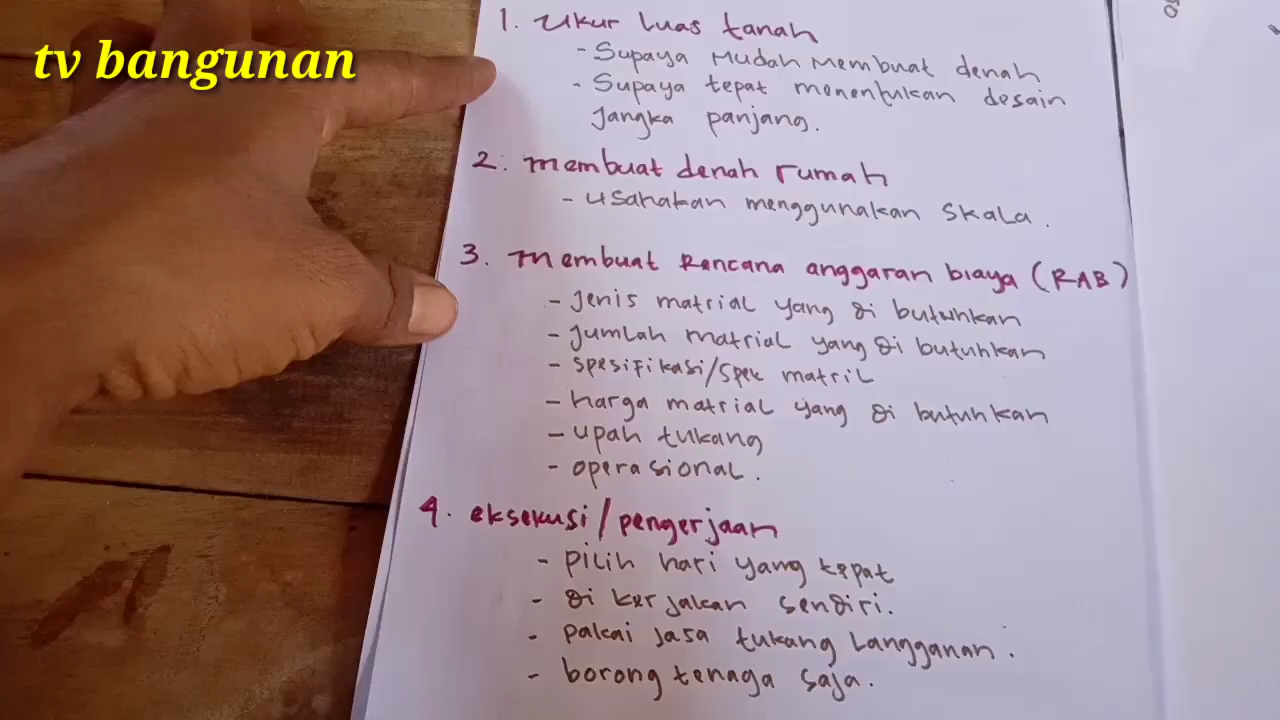 tv bangunan
1. Ukur luas tanah
- Supaya mudah membuat denah
- Supaya tepat menentukan desain
jangka panjang.
2. membuat denah rumah
- usahakan menggunakan skala.
3. membuat Rencana anggaran biaya (RAB)
- jenis matrial yang di butuhkan
- jumlah matrial yang di butuhkan
- spesifikasi/spek matril
- harga matrial yang di butuhkan
- upah tukang
- operasional.
4. eksekusi/pengerjaan
- pilih hari yang tepat
- di kerjakan sendiri.
- pakai jasa tukang langganan.
- borong tenaga saja.